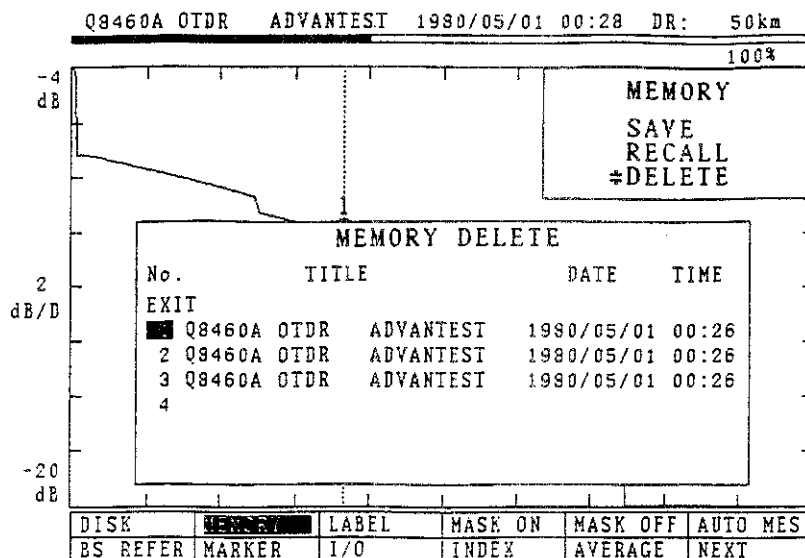 Q8460A OTDR ADVANTEST 1980/05/01 00:28 DR: 50km
100%
-4
dB
MEMORY
SAVE
RECALL
*DELETE
1
MEMORY DELETE
No. TITLE DATE TIME
EXIT
1 Q8460A OTDR ADVANTEST 1980/05/01 00:26
2 Q8460A OTDR ADVANTEST 1980/05/01 00:26
3 Q8460A OTDR ADVANTEST 1980/05/01 00:26
4
2
dB/D
-20
dB
DISK MEMORY LABEL MASK ON MASK OFF AUTO MES
BS REFER MARKER I/O INDEX AVERAGE NEXT